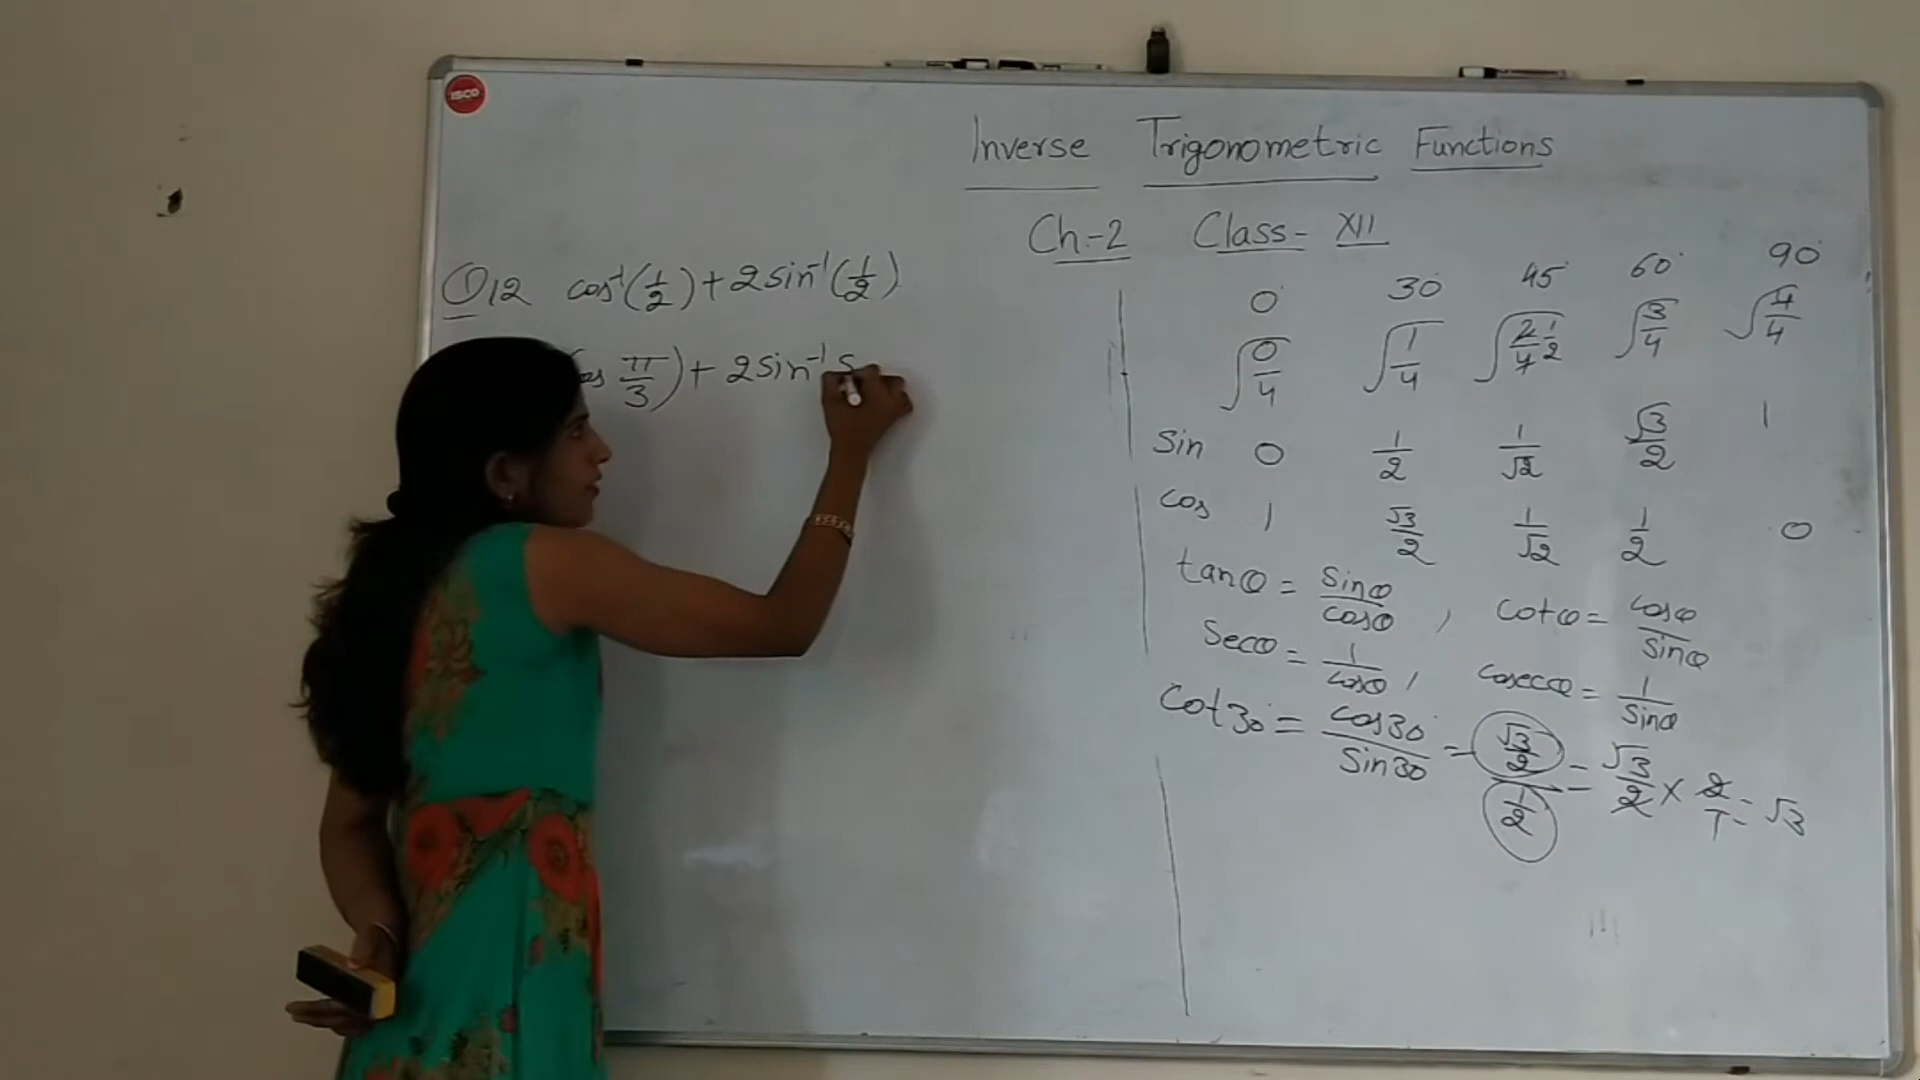 ISCO
Inverse Trigonometric Functions
Ch.-2 Class- XII
Q12 cos⁻¹(1/2)+2sin⁻¹(1/2)
cos π/3)+ 2sin⁻¹ s
0° 30° 45° 60° 90°
√0/4 √1/4 √2/4 1/2 √3/4 √4/4
Sin 0 1/2 1/√2 √3/2 1
cos 1 √3/2 1/√2 1/2 0
tanθ = sinθ/cosθ , cotθ = cosθ/sinθ
Secθ = 1/cosθ , cosecθ = 1/sinθ
Cot30° = cos30°/Sin30 = √3/2/1/2 = √3/2 × 2/1 = √3